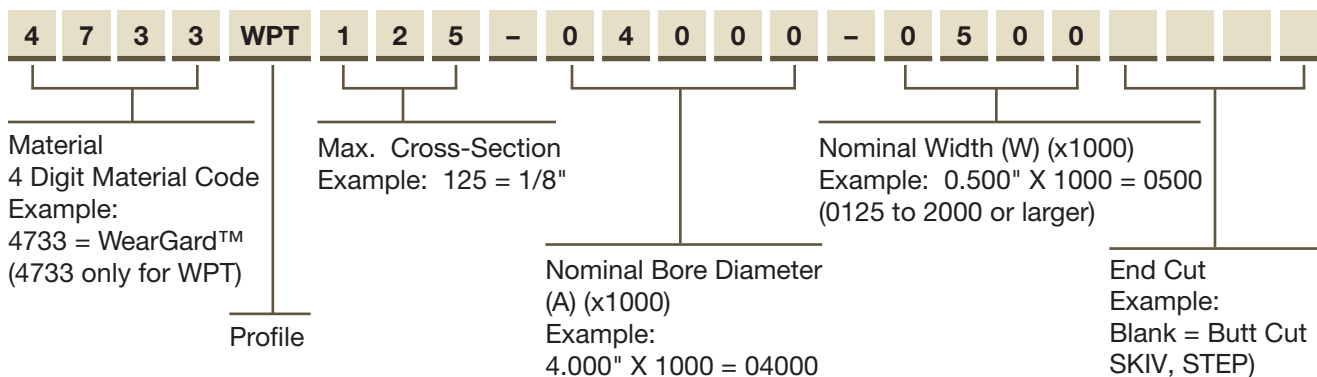 4 7 3 3 WPT 1 2 5 – 0 4 0 0 0 – 0 5 0 0
Material
4 Digit Material Code
Example:
4733 = WearGard™
(4733 only for WPT)
Profile
Max.  Cross-Section
Example:  125 = 1/8"
Nominal Bore Diameter
(A) (x1000)
Example:
4.000" X 1000 = 04000
Nominal Width (W) (x1000)
Example:  0.500" X 1000 = 0500
(0125 to 2000 or larger)
End Cut
Example:
Blank = Butt Cut
SKIV, STEP)